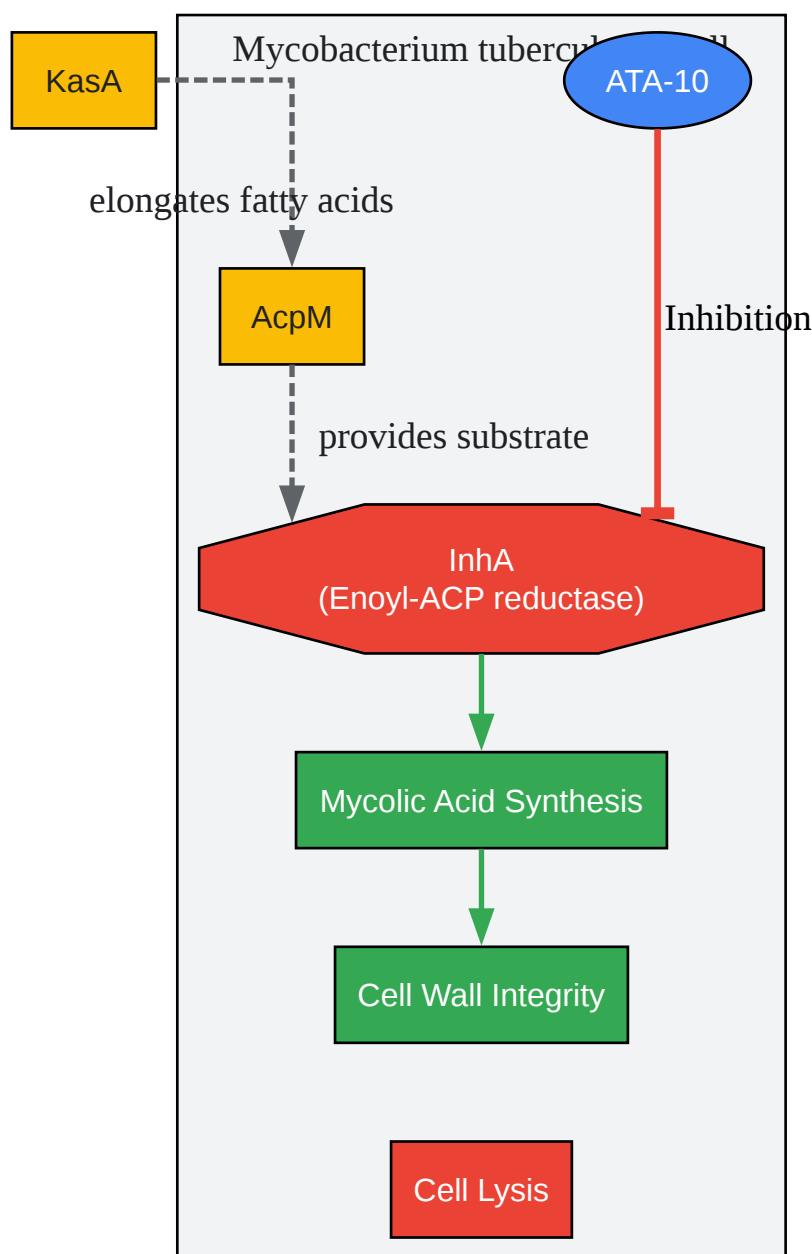 Mycobacterium
KasA
ATA-10
elongates fatty acids
AcpM
Inhibition
provides substrate
InhA
(Enoyl-ACP reductase)
Mycolic Acid Synthesis
Cell Wall Integrity
Cell Lysis